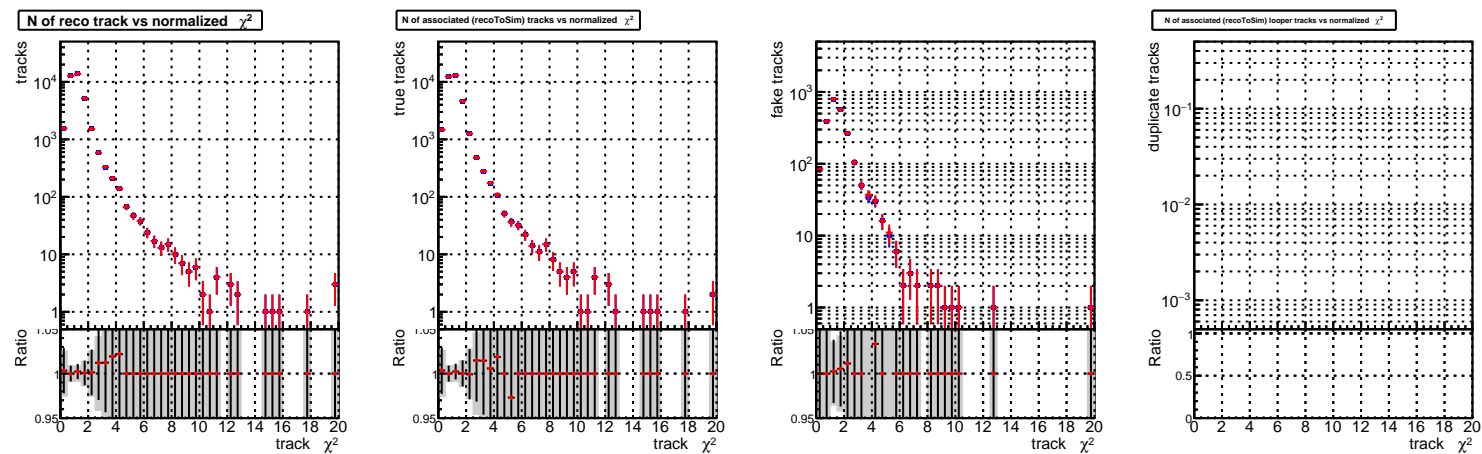 N of reco track vs normalized χ²
tracks
10⁴
10³
10²
10
1
Ratio
1.05
1
0.95
0 2 4 6 8 10 12 14 16 18 20
track χ²
N of associated (recoToSim) tracks vs normalized χ²
true tracks
10⁴
10³
10²
10
1
Ratio
1.05
1
0.95
0 2 4 6 8 10 12 14 16 18 20
track χ²
fake tracks
10³
10²
10
1
Ratio
1.05
1
0.95
0 2 4 6 8 10 12 14 16 18 20
track χ²
N of associated (recoToSim) looper tracks vs normalized χ²
duplicate tracks
10⁻¹
10⁻²
10⁻³
Ratio
1
0.5
0
0 2 4 6 8 10 12 14 16 18 20
track χ²